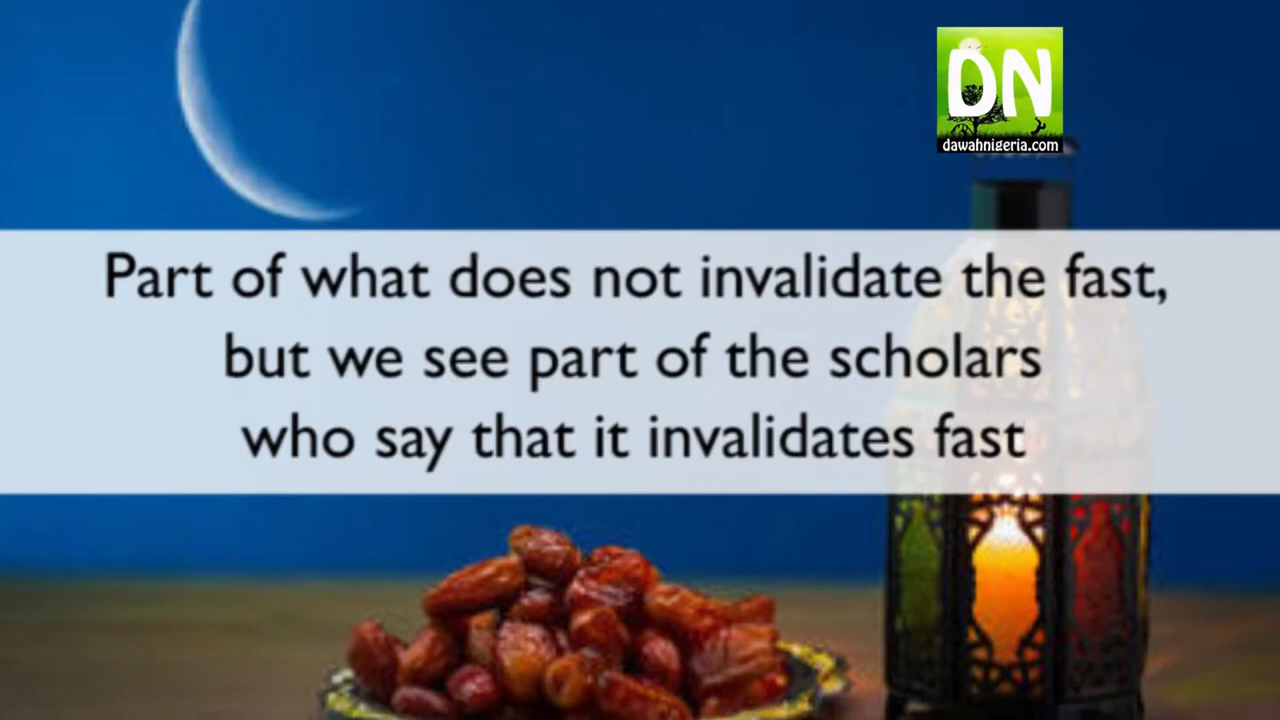 DN
dawahnigeria.com
Part of what does not invalidate the fast,
but we see part of the scholars
who say that it invalidates fast